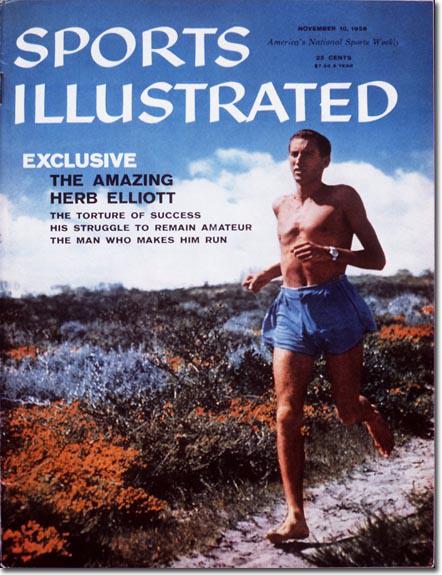 NOVEMBER 10, 1958
America's National Sports Weekly
25 CENTS
$7.50 A YEAR
SPORTS
ILLUSTRATED
EXCLUSIVE
THE AMAZING
HERB ELLIOTT
THE TORTURE OF SUCCESS
HIS STRUGGLE TO REMAIN AMATEUR
THE MAN WHO MAKES HIM RUN